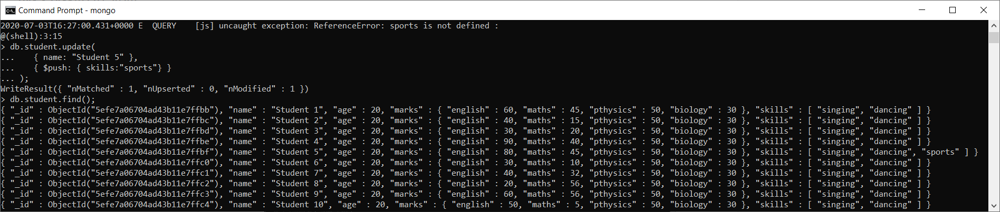 Command Prompt - mongo
2020-07-03T16:27:00.431+0000 E  QUERY    [js] uncaught exception: ReferenceError: sports is not defined :
@(shell):3:15
> db.student.update(
...    { name: "Student 5" },
...    { $push: { skills:"sports"} }
... );
WriteResult({ "nMatched" : 1, "nUpserted" : 0, "nModified" : 1 })
> db.student.find();
{ "_id" : ObjectId("5efe7a06704ad43b11e7ffbb"), "name" : "Student 1", "age" : 20, "marks" : { "english" : 60, "maths" : 45, "pthysics" : 50, "biology" : 30 }, "skills" : [ "singing", "dancing" ] }
{ "_id" : ObjectId("5efe7a06704ad43b11e7ffbc"), "name" : "Student 2", "age" : 20, "marks" : { "english" : 40, "maths" : 15, "pthysics" : 50, "biology" : 30 }, "skills" : [ "singing", "dancing" ] }
{ "_id" : ObjectId("5efe7a06704ad43b11e7ffbd"), "name" : "Student 3", "age" : 20, "marks" : { "english" : 30, "maths" : 20, "pthysics" : 50, "biology" : 30 }, "skills" : [ "singing", "dancing" ] }
{ "_id" : ObjectId("5efe7a06704ad43b11e7ffbe"), "name" : "Student 4", "age" : 20, "marks" : { "english" : 90, "maths" : 40, "pthysics" : 50, "biology" : 30 }, "skills" : [ "singing", "dancing" ] }
{ "_id" : ObjectId("5efe7a06704ad43b11e7ffbf"), "name" : "Student 5", "age" : 20, "marks" : { "english" : 80, "maths" : 45, "pthysics" : 50, "biology" : 30 }, "skills" : [ "singing", "dancing", "sports" ] }
{ "_id" : ObjectId("5efe7a06704ad43b11e7ffc0"), "name" : "Student 6", "age" : 20, "marks" : { "english" : 30, "maths" : 10, "pthysics" : 50, "biology" : 30 }, "skills" : [ "singing", "dancing" ] }
{ "_id" : ObjectId("5efe7a06704ad43b11e7ffc1"), "name" : "Student 7", "age" : 20, "marks" : { "english" : 40, "maths" : 32, "pthysics" : 50, "biology" : 30 }, "skills" : [ "singing", "dancing" ] }
{ "_id" : ObjectId("5efe7a06704ad43b11e7ffc2"), "name" : "Student 8", "age" : 20, "marks" : { "english" : 20, "maths" : 56, "pthysics" : 50, "biology" : 30 }, "skills" : [ "singing", "dancing" ] }
{ "_id" : ObjectId("5efe7a06704ad43b11e7ffc3"), "name" : "Student 9", "age" : 20, "marks" : { "english" : 60, "maths" : 56, "pthysics" : 50, "biology" : 30 }, "skills" : [ "singing", "dancing" ] }
{ "_id" : ObjectId("5efe7a06704ad43b11e7ffc4"), "name" : "Student 10", "age" : 20, "marks" : { "english" : 50, "maths" : 5, "pthysics" : 50, "biology" : 30 }, "skills" : [ "singing", "dancing" ] }